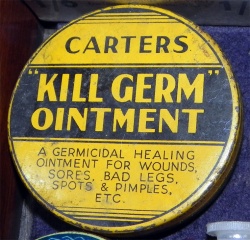 CARTERS
"KILL GERM"
OINTMENT
A GERMICIDAL HEALING
OINTMENT FOR WOUNDS,
SORES, BAD LEGS,
SPOTS & PIMPLES,
ETC.